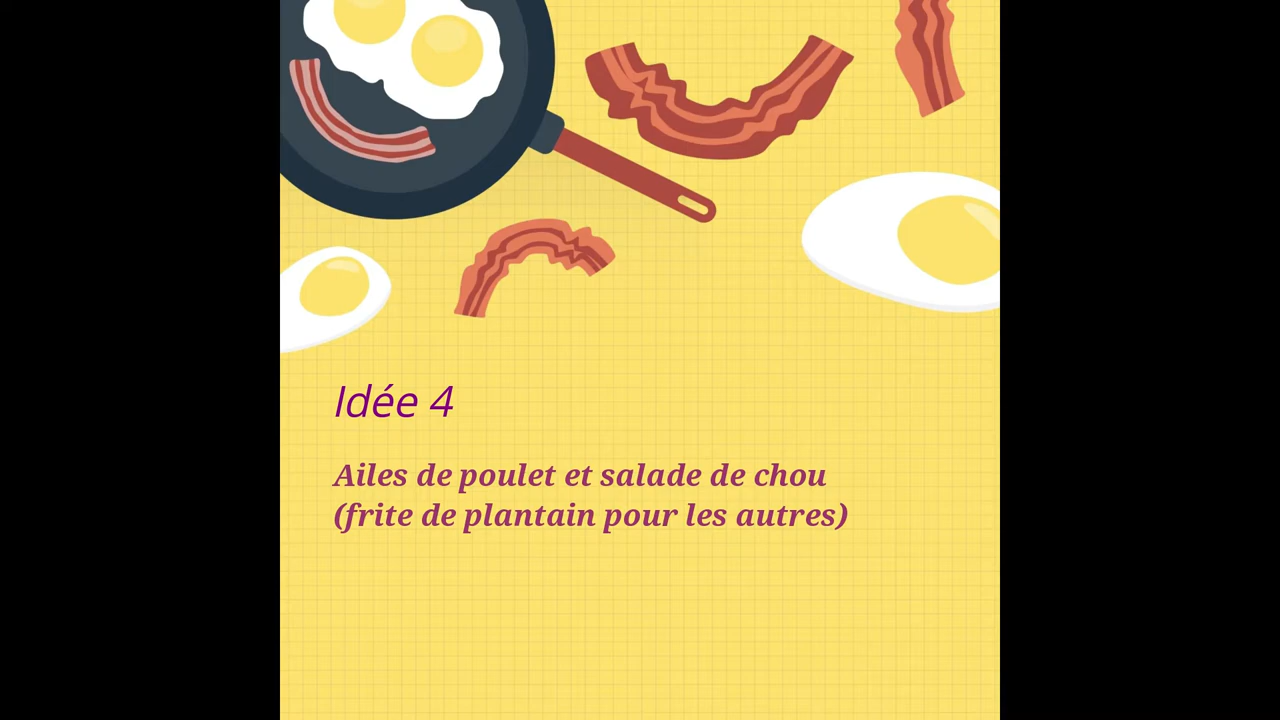 Idée 4
Ailes de poulet et salade de chou
(frite de plantain pour les autres)